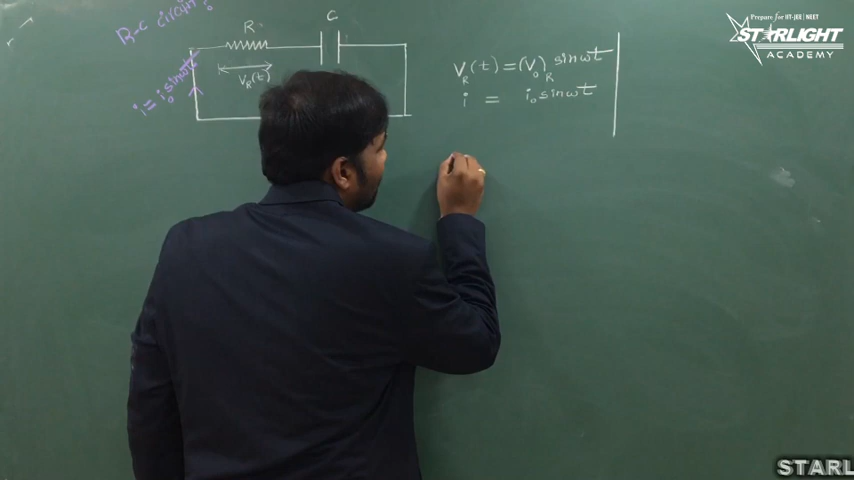 R-C circuit
R
C
V_R(t)
i = i₀ sinωt
V_R(t) = (V₀)_R sinωt
i = i₀ sinωt
Prepare for IIT-JEE | NEET
STARLIGHT
ACADEMY
STARL